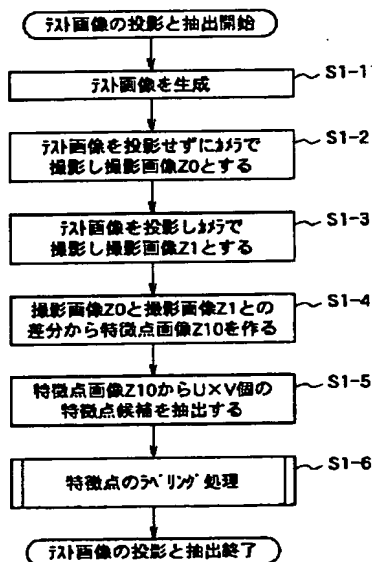 テスト画像の投影と抽出開始
テスト画像を生成
S1-1
テスト画像を投影せずにカメラで
撮影し撮影画像Z0とする
S1-2
テスト画像を投影しカメラで
撮影し撮影画像Z1とする
S1-3
撮影画像Z0と撮影画像Z1との
差分から特徴点画像Z10を作る
S1-4
特徴点画像Z10からU×V個の
特徴点候補を抽出する
S1-5
特徴点のラベリング処理
S1-6
テスト画像の投影と抽出終了